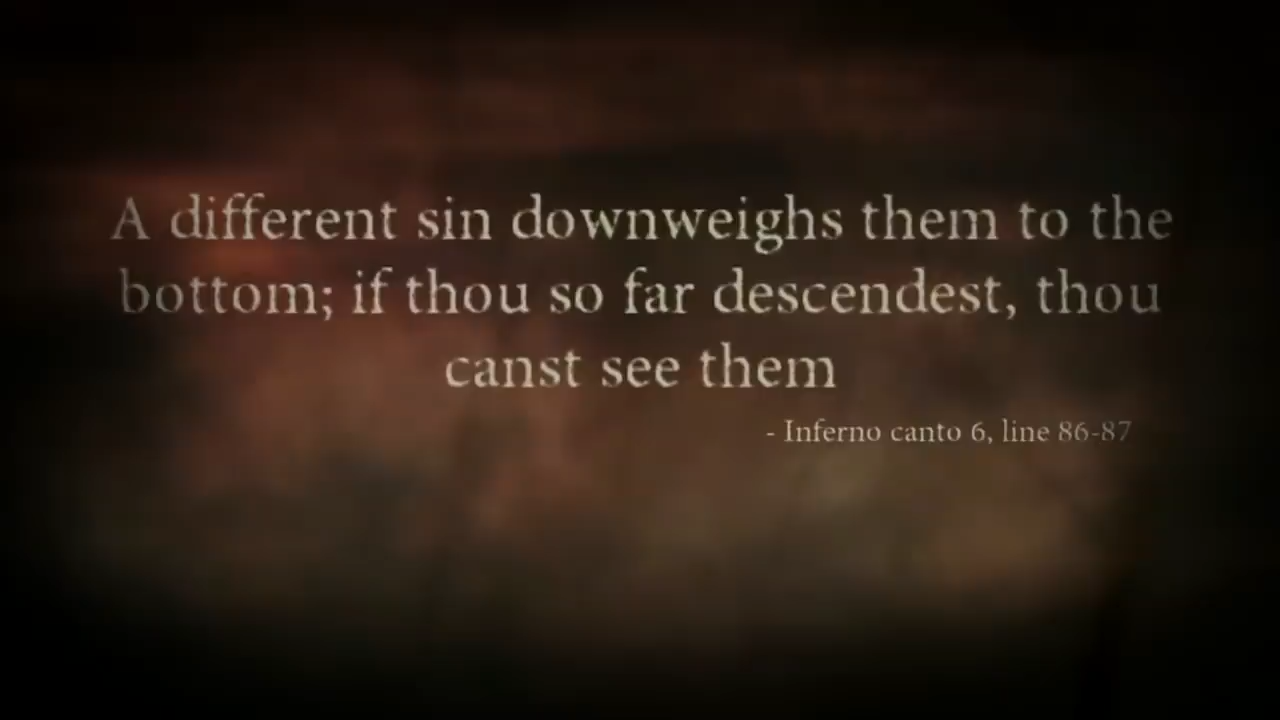 A different sin downweighs them to the
bottom; if thou so far descendest, thou
canst see them
- Inferno canto 6, line 86-87